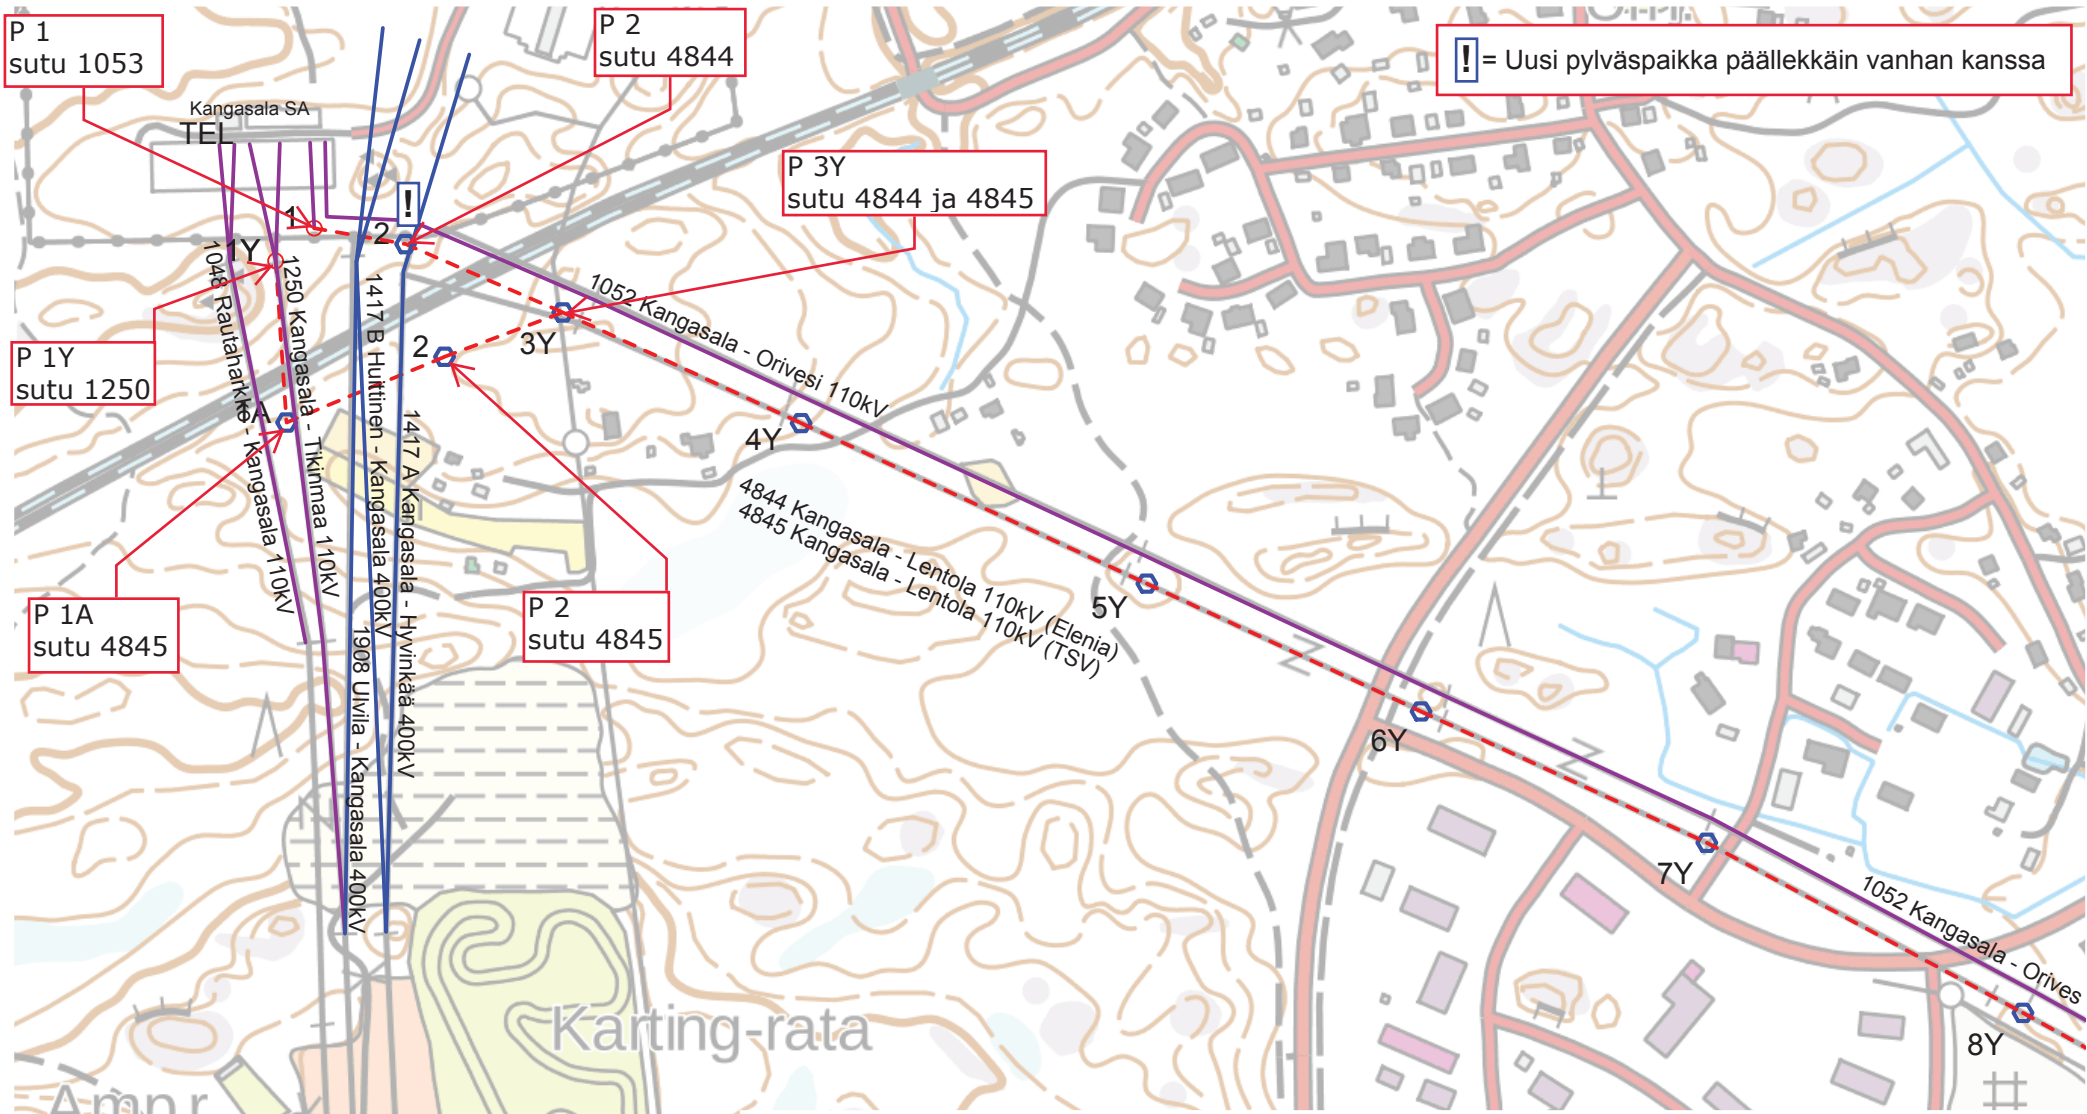 P 1
sutu 1053
P 2
sutu 4844
! = Uusi pylväspaikka päällekkäin vanhan kanssa
Kangasala SA
TEL
P 3Y
sutu 4844 ja 4845
!
1
2
1Y
P 1Y
sutu 1250
2
3Y
4Y
5Y
6Y
7Y
8Y
P 1A
sutu 4845
P 2
sutu 4845
1048 Rautaharkko - Kangasala 110kV
1250 Kangasala - Tikinmaa 110kV
1417 B Huittinen - Kangasala 400kV
1417 A Kangasala - Hyvinkää 400kV
1908 Ulvila - Kangasala 400kV
1052 Kangasala - Orivesi 110kV
4844 Kangasala - Lentola 110kV (Elenia)
4845 Kangasala - Lentola 110kV (TSV)
1052 Kangasala - Orives
Karting-rata
Amp.r